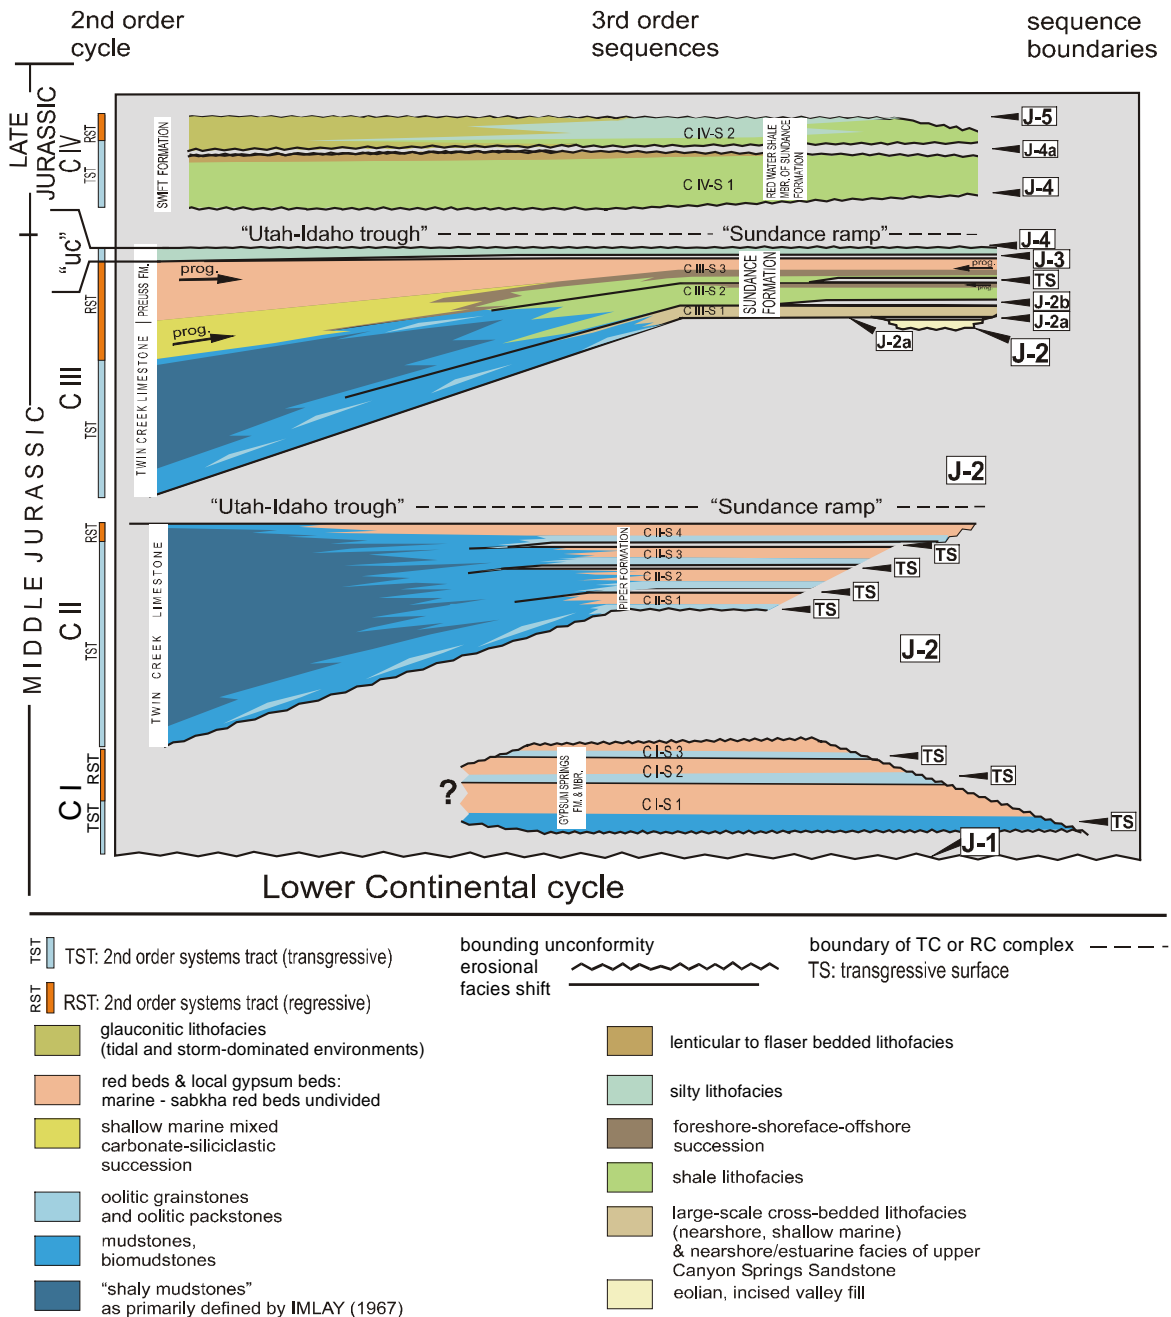 2nd order
cycle
3rd order
sequences
sequence
boundaries
LATE
JURASSIC
C IV
RST
TST
SWIFT FORMATION
C IV-S 2
C IV-S 1
RED WATER SHALE
MBR. OF SUNDANCE
FORMATION
J-5
J-4a
J-4
"uc"
"Utah-Idaho trough"
"Sundance ramp"
J-4
J-3
TS
J-2b
J-2a
J-2a
J-2
MIDDLE JURASSIC
C III
RST
TST
TWIN CREEK LIMESTONE | PREUSS FM.
prog.
prog.
prog.
prog.
C III-S 3
C III-S 2
C III-S 1
SUNDANCE
FORMATION
J-2
"Utah-Idaho trough"
"Sundance ramp"
C II
RST
TST
TWIN CREEK LIMESTONE
C II-S 4
C II-S 3
C II-S 2
C II-S 1
PIPER FORMATION
TS
TS
TS
TS
J-2
C I
RST
TST
?
GYPSUM SPRINGS
FM. & MBR.
C I-S 3
C I-S 2
C I-S 1
TS
TS
TS
J-1
Lower Continental cycle
TST
TST: 2nd order systems tract (transgressive)
RST
RST: 2nd order systems tract (regressive)
bounding unconformity
erosional
facies shift
boundary of TC or RC complex
TS: transgressive surface
glauconitic lithofacies
(tidal and storm-dominated environments)
red beds & local gypsum beds:
marine - sabkha red beds undivided
shallow marine mixed
carbonate-siliciclastic
succession
oolitic grainstones
and oolitic packstones
mudstones,
biomudstones
"shaly mudstones"
as primarily defined by IMLAY (1967)
lenticular to flaser bedded lithofacies
silty lithofacies
foreshore-shoreface-offshore
succession
shale lithofacies
large-scale cross-bedded lithofacies
(nearshore, shallow marine)
& nearshore/estuarine facies of upper
Canyon Springs Sandstone
eolian, incised valley fill